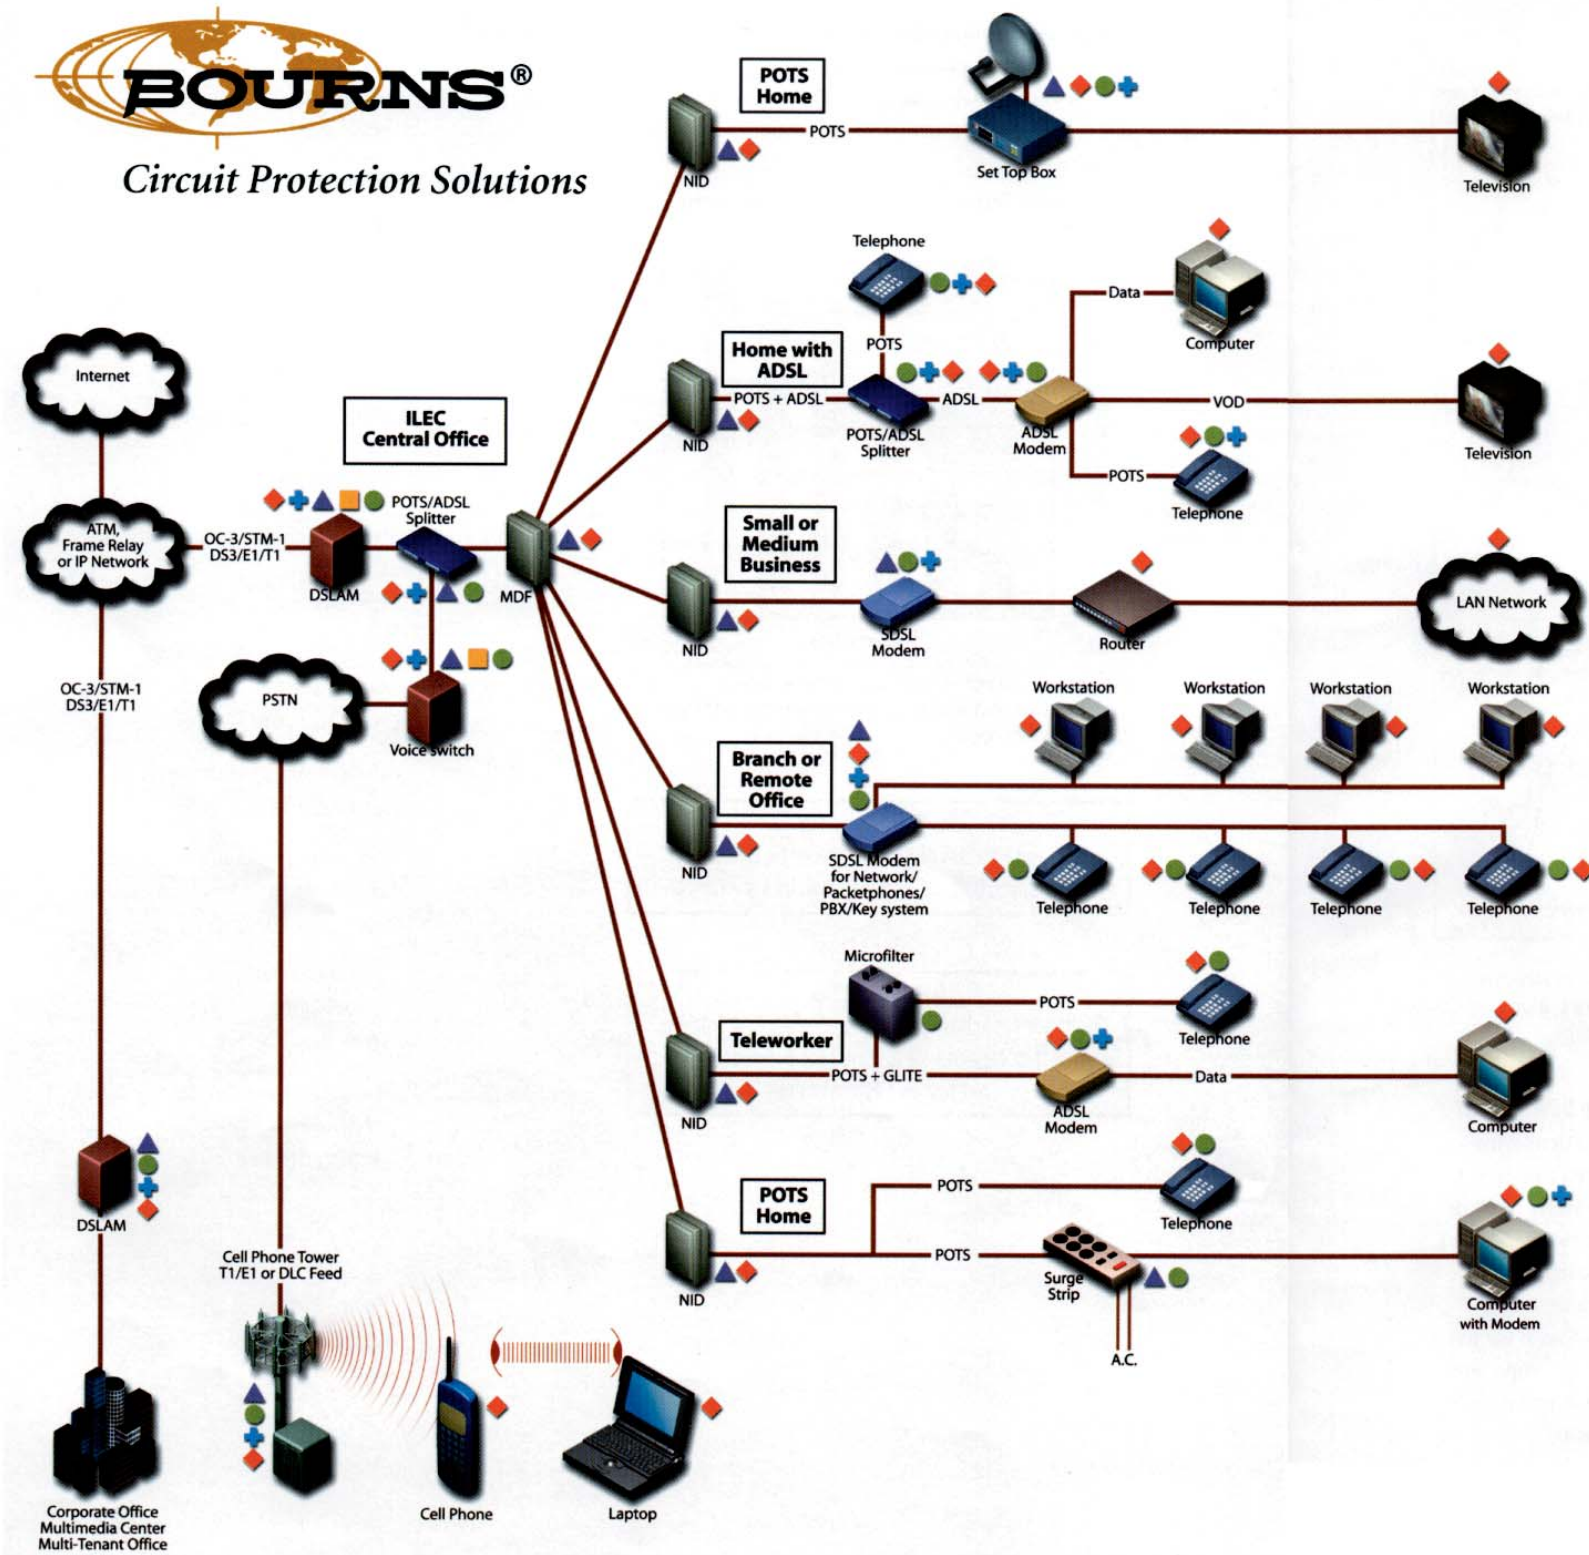 BOURNS®
Circuit Protection Solutions
POTS
Home
POTS
NID
Set Top Box
Television
Telephone
POTS
Data
Computer
Home with
ADSL
POTS + ADSL
NID
POTS/ADSL
Splitter
ADSL
ADSL
Modem
VOD
Television
POTS
Telephone
Internet
ILEC
Central Office
ATM,
Frame Relay
or IP Network
OC-3/STM-1
DS3/E1/T1
DSLAM
POTS/ADSL
Splitter
MDF
Small or
Medium
Business
NID
SDSL
Modem
Router
LAN Network
OC-3/STM-1
DS3/E1/T1
PSTN
Voice switch
Workstation
Workstation
Workstation
Workstation
Branch or
Remote
Office
NID
SDSL Modem
for Network/
Packetphones/
PBX/Key system
Telephone
Telephone
Telephone
Telephone
Microfilter
POTS
Telephone
Teleworker
POTS + GLITE
NID
ADSL
Modem
Data
Computer
POTS
Home
POTS
Telephone
POTS
NID
Surge
Strip
A.C.
Computer
with Modem
DSLAM
Cell Phone Tower
T1/E1 or DLC Feed
Corporate Office
Multimedia Center
Multi-Tenant Office
Cell Phone
Laptop